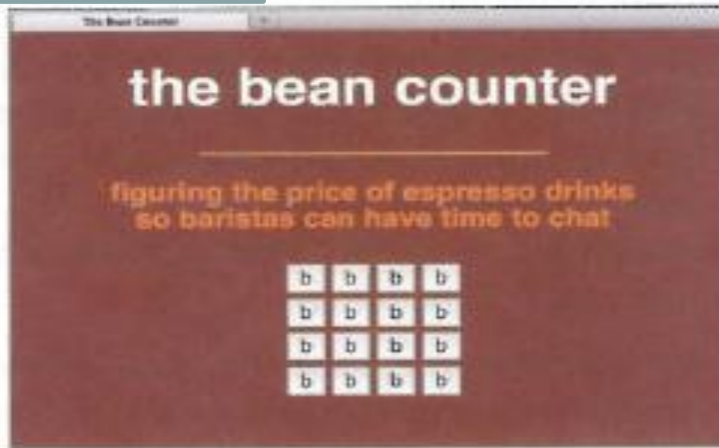 The Bean Counter
the bean counter
figuring the price of espresso drinks
so baristas can have time to chat
b b b b
b b b b
b b b b
b b b b